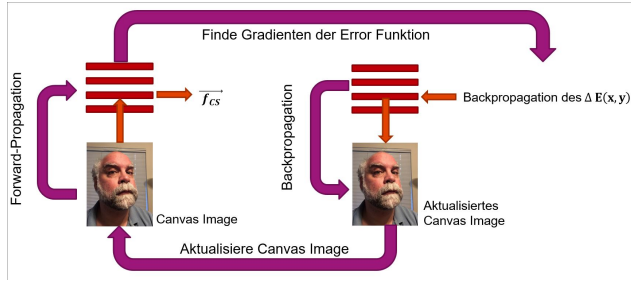 Finde Gradienten der Error Funktion
Forward-Propagation
f_CS
Backpropagation
Backpropagation des Δ E(x, y)
Canvas Image
Aktualisiertes
Canvas Image
Aktualisiere Canvas Image